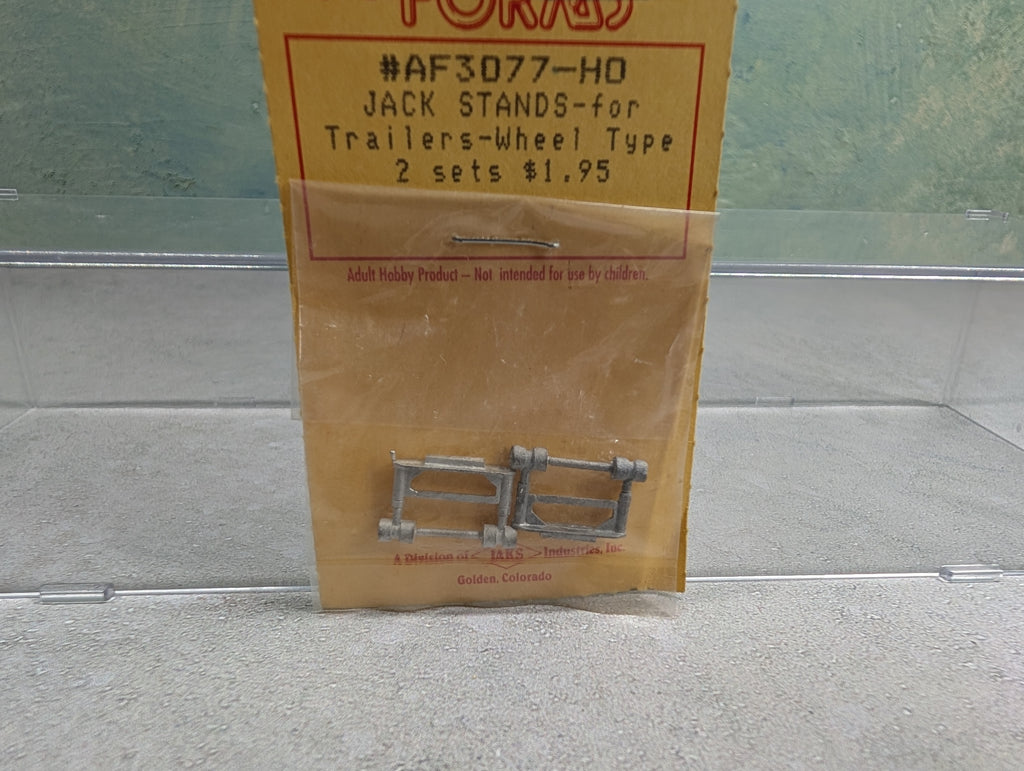 FORMS
#AF3077-HO
JACK STANDS-for
Trailers-Wheel Type
2 sets $1.95
Adult Hobby Product – Not intended for use by children.
A Division of <JAKS> Industries, Inc.
Golden, Colorado